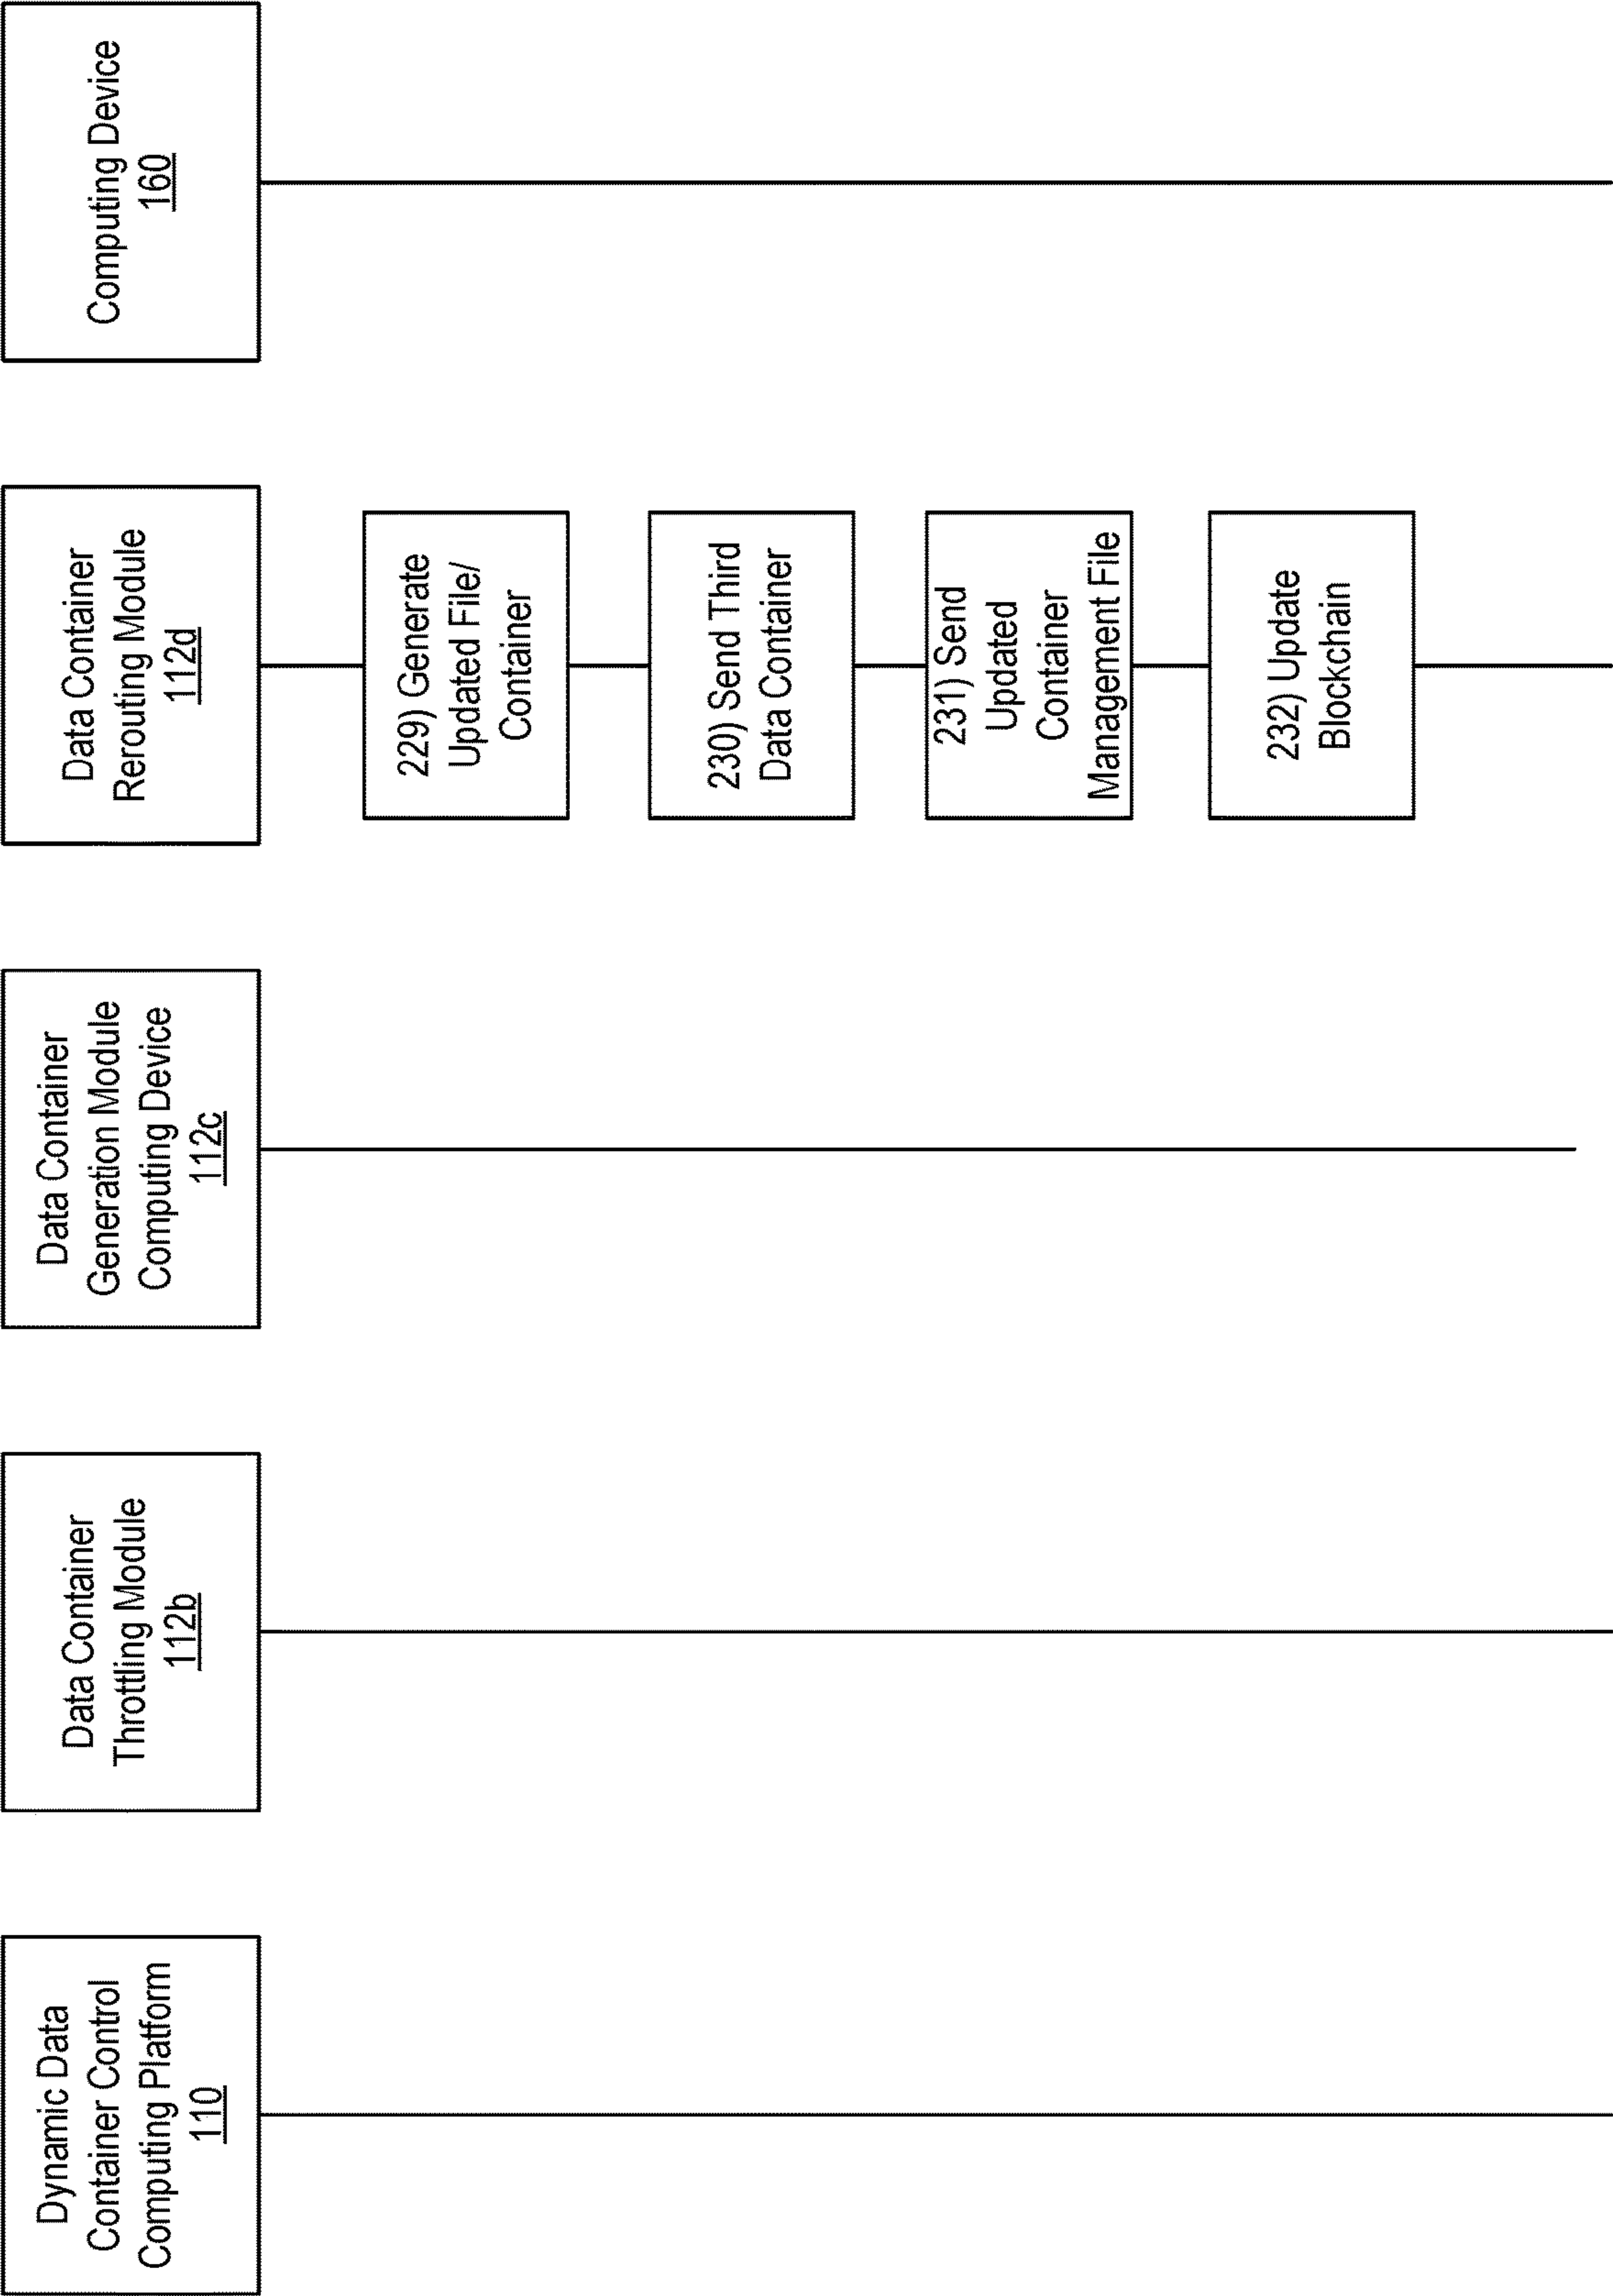 Dynamic Data
Container Control
Computing Platform
110
Data Container
Throttling Module
112b
Data Container
Generation Module
Computing Device
112c
Data Container
Rerouting Module
112d
Computing Device
160
229) Generate
Updated File/
Container
230) Send Third
Data Container
231) Send
Updated
Container
Management File
232) Update
Blockchain